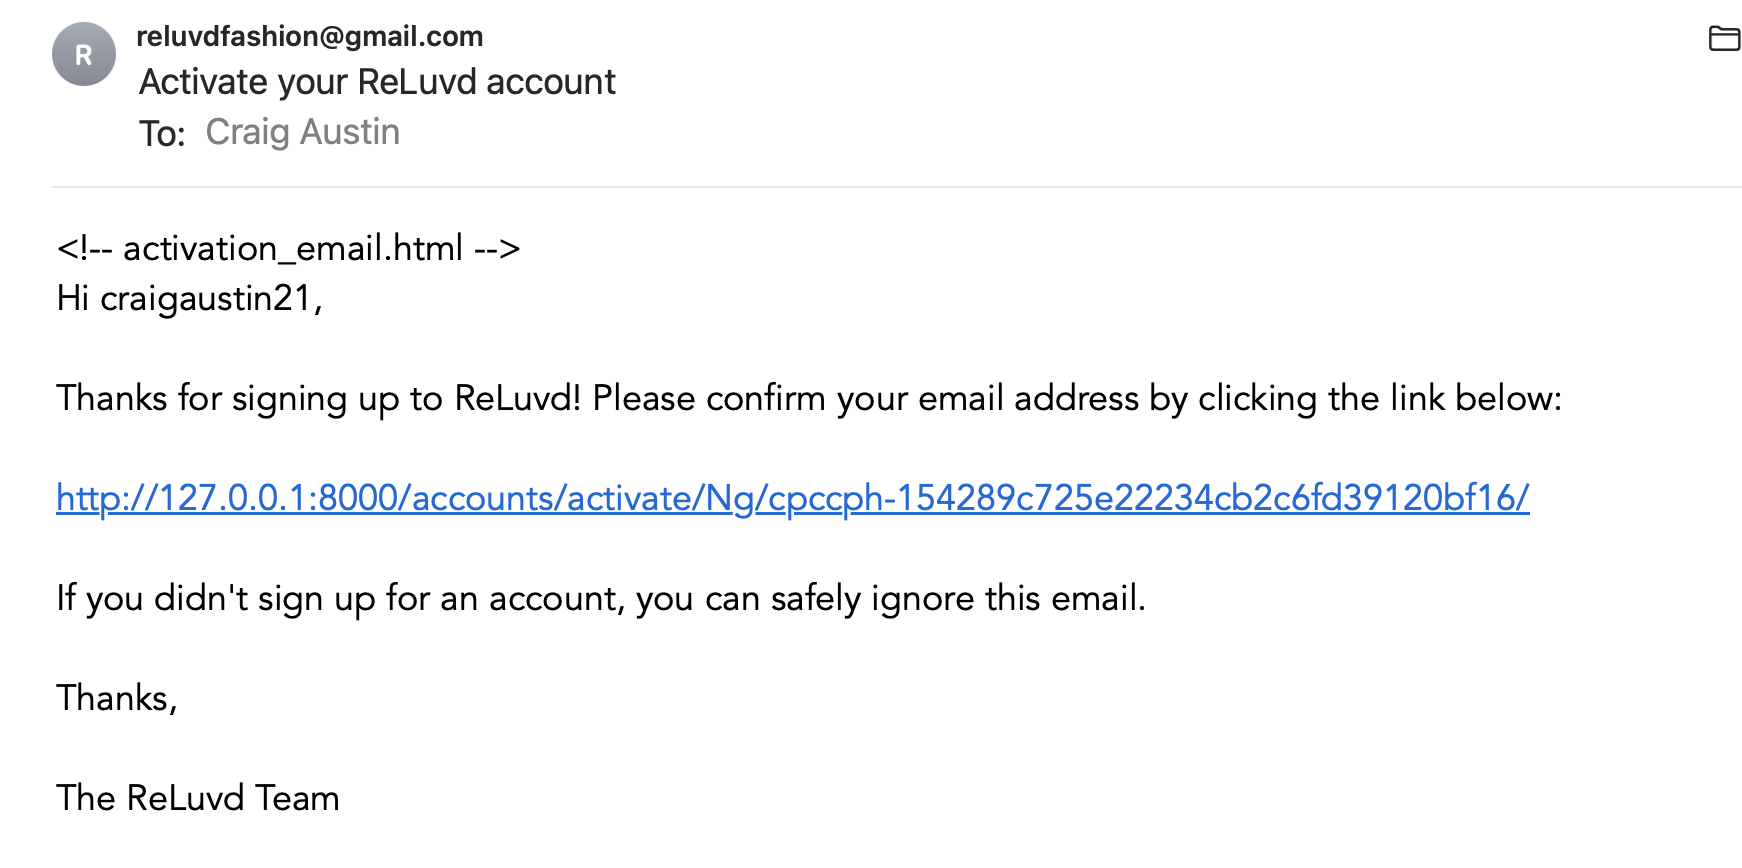 R
reluvdfashion@gmail.com
Activate your ReLuvd account
To: Craig Austin
<!-- activation_email.html -->
Hi craigaustin21,
Thanks for signing up to ReLuvd! Please confirm your email address by clicking the link below:
http://127.0.0.1:8000/accounts/activate/Ng/cpccph-154289c725e22234cb2c6fd39120bf16/
If you didn't sign up for an account, you can safely ignore this email.
Thanks,
The ReLuvd Team